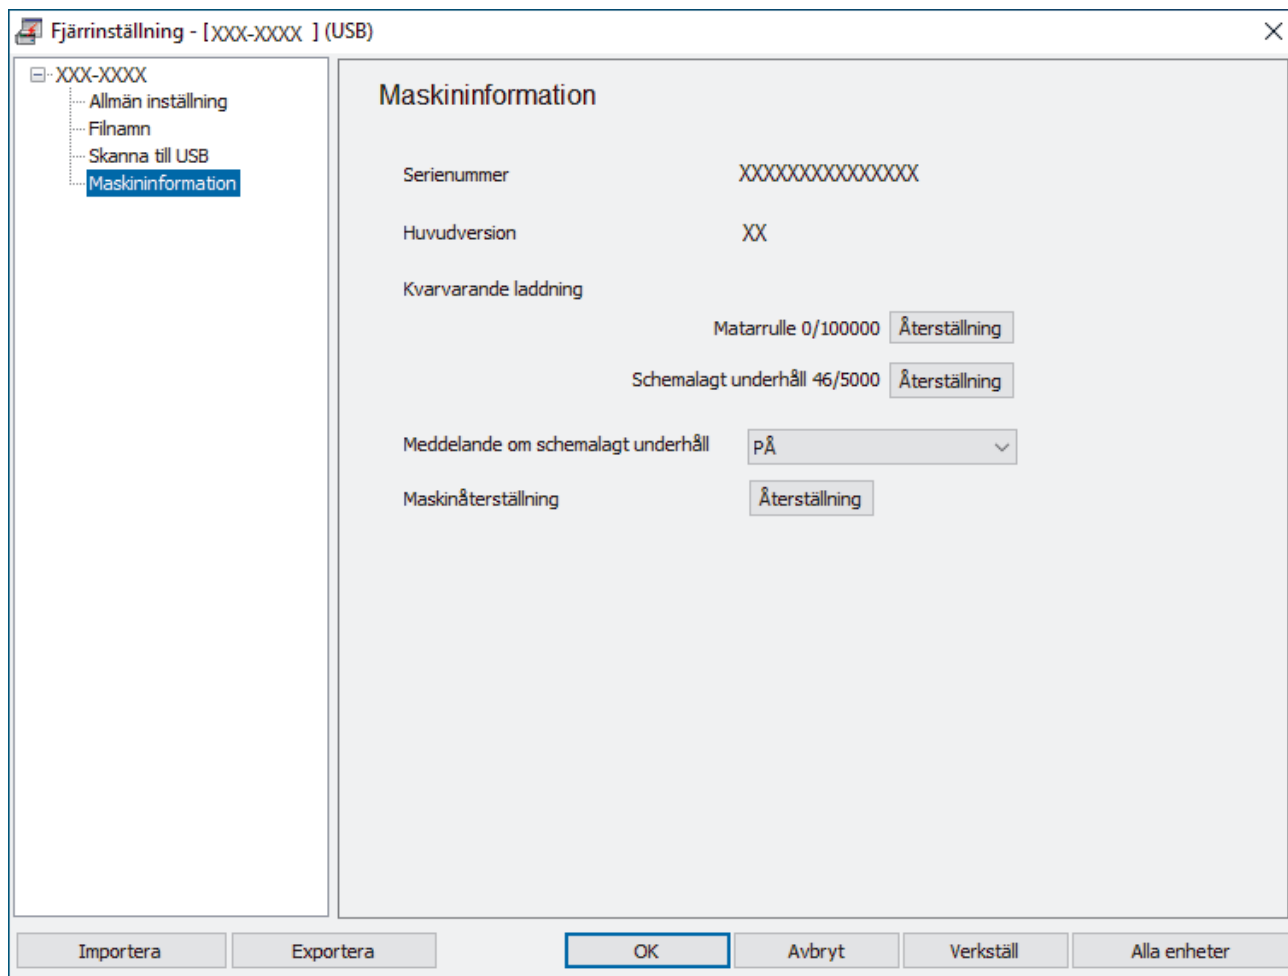 Fjärrinställning - [ XXX-XXXX ] (USB)
XXX-XXXX
Allmän inställning
Filnamn
Skanna till USB
Maskininformation
Maskininformation
Serienummer XXXXXXXXXXXXXXX
Huvudversion XX
Kvarvarande laddning
Matarrulle 0/100000 Återställning
Schemalagt underhåll 46/5000 Återställning
Meddelande om schemalagt underhåll PÅ
Maskinåterställning Återställning
Importera Exportera OK Avbryt Verkställ Alla enheter